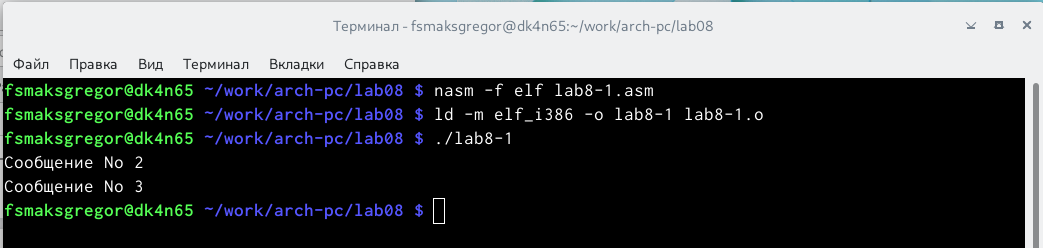 Терминал - fsmaksgregor@dk4n65:~/work/arch-pc/lab08
Файл Правка Вид Терминал Вкладки Справка
fsmaksgregor@dk4n65 ~/work/arch-pc/lab08 $ nasm -f elf lab8-1.asm
fsmaksgregor@dk4n65 ~/work/arch-pc/lab08 $ ld -m elf_i386 -o lab8-1 lab8-1.o
fsmaksgregor@dk4n65 ~/work/arch-pc/lab08 $ ./lab8-1
Сообщение No 2
Сообщение No 3
fsmaksgregor@dk4n65 ~/work/arch-pc/lab08 $